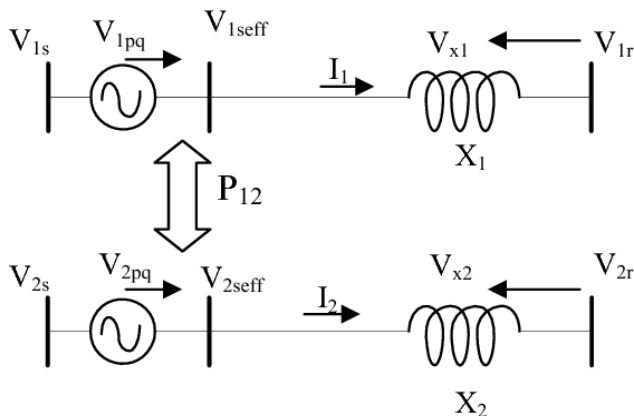 V1s V1pq V1seff Vx1 V1r
I1
X1
P12
V2s V2pq V2seff Vx2 V2r
I2
X2